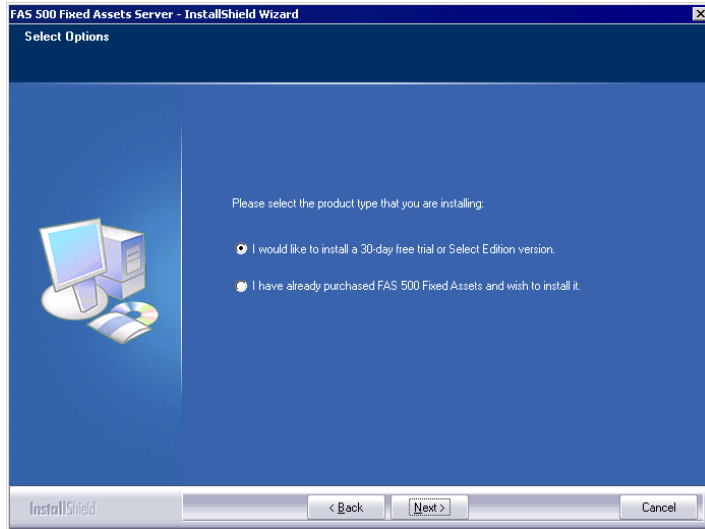 FAS 500 Fixed Assets Server - InstallShield Wizard
Select Options
Please select the product type that you are installing:
I would like to install a 30-day free trial or Select Edition version.
I have already purchased FAS 500 Fixed Assets and wish to install it.
InstallShield
< Back
Next >
Cancel